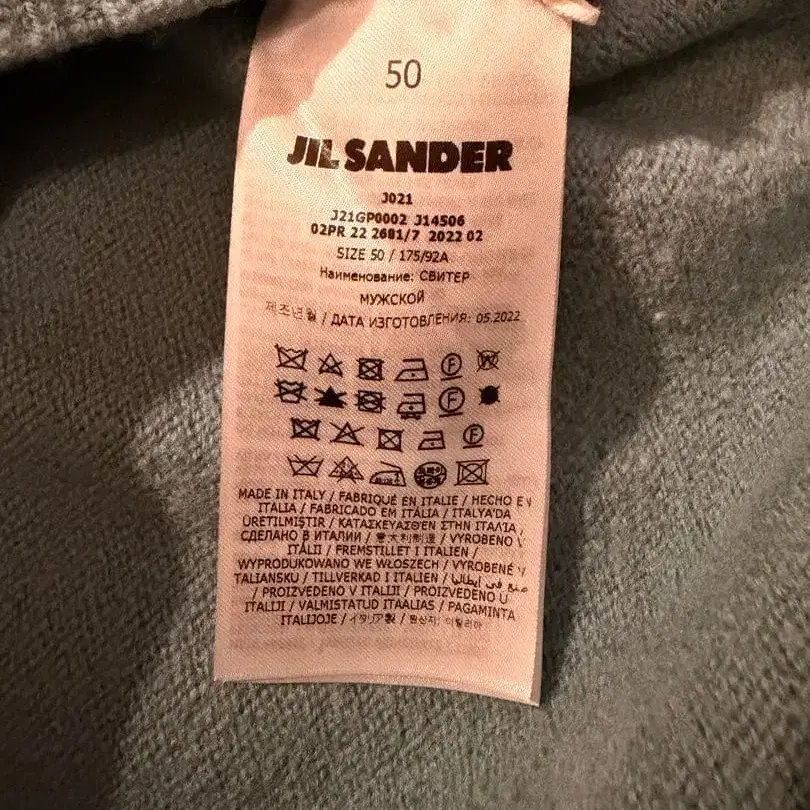 50
JIL SANDER
J021
J21GP0002 J14506
02PR 22 2681/7 2022 02
SIZE 50 / 175/92A
Наименование: СВИТЕР
МУЖСКОЙ
제조년월 / ДАТА ИЗГОТОВЛЕНИЯ: 05.2022
MADE IN ITALY / FABRIQUÉ EN ITALIE / HECHO EN
ITALIA / FABRICADO EM ITÁLIA / ITALYA'DA
ÜRETILMIŞTIR / ΚΑΤΑΣΚΕΥΑΣΘΕΝ ΣΤΗΝ ΙΤΑΛΙΑ /
СДЕЛАНО В ИТАЛИИ / 意大利制造 / VYROBENO V
ITÁLII / FREMSTILLET I ITALIEN /
WYPRODUKOWANO WE WŁOSZECH / VYROBENÉ V
TALIANSKU / TILLVERKAD I ITALIEN / صنع في إيطاليا
/ PROIZVEDENO V ITALIJI / PROIZVEDENO U
ITALIJI / VALMISTATUD ITAALIAS / PAGAMINTA
ITALIJOJE / イタリア製 / 원산지: 이탈리아